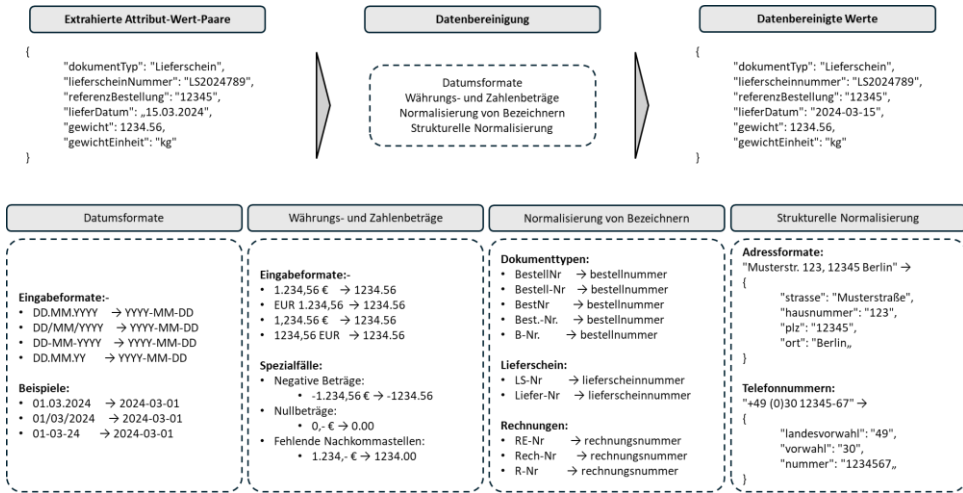 Extrahierte Attribut-Wert-Paare
{
"dokumentTyp": "Lieferschein",
"lieferscheinNummer": "LS2024789",
"referenzBestellung": "12345",
"lieferDatum": „15.03.2024",
"gewicht": 1234.56,
"gewichtEinheit": "kg"
}
Datenbereinigung
Datumsformate
Währungs- und Zahlenbeträge
Normalisierung von Bezeichnern
Strukturelle Normalisierung
Datenbereinigte Werte
{
"dokumentTyp": "Lieferschein",
"lieferscheinnummer": "LS2024789",
"referenzBestellung": "12345",
"lieferDatum": "2024-03-15",
"gewicht": 1234.56,
"gewichtEinheit": "kg"
}
Datumsformate
Eingabeformate:-
• DD.MM.YYYY → YYYY-MM-DD
• DD/MM/YYYY → YYYY-MM-DD
• DD-MM-YYYY → YYYY-MM-DD
• DD.MM.YY → YYYY-MM-DD
Beispiele:
• 01.03.2024 → 2024-03-01
• 01/03/2024 → 2024-03-01
• 01-03-24 → 2024-03-01
Währungs- und Zahlenbeträge
Eingabeformate:-
• 1.234,56 € → 1234.56
• EUR 1.234,56 → 1234.56
• 1,234.56 € → 1234.56
• 1234,56 EUR → 1234.56
Spezialfälle:
• Negative Beträge:
• -1.234,56 € → -1234.56
• Nullbeträge:
• 0,- € → 0.00
• Fehlende Nachkommastellen:
• 1.234,- € → 1234.00
Normalisierung von Bezeichnern
Dokumenttypen:
• BestellNr → bestellnummer
• Bestell-Nr → bestellnummer
• BestNr → bestellnummer
• Best.-Nr. → bestellnummer
• B-Nr. → bestellnummer
Lieferschein:
• LS-Nr → lieferscheinnummer
• Liefer-Nr → lieferscheinnummer
Rechnungen:
• RE-Nr → rechnungsnummer
• Rech-Nr → rechnungsnummer
• R-Nr → rechnungsnummer
Strukturelle Normalisierung
Adressformate:
"Musterstr. 123, 12345 Berlin" →
{
"strasse": "Musterstraße",
"hausnummer": "123",
"plz": "12345",
"ort": "Berlin„
}
Telefonnummern:
"+49 (0)30 12345-67" →
{
"landesvorwahl": "49",
"vorwahl": "30",
"nummer": "1234567„
}